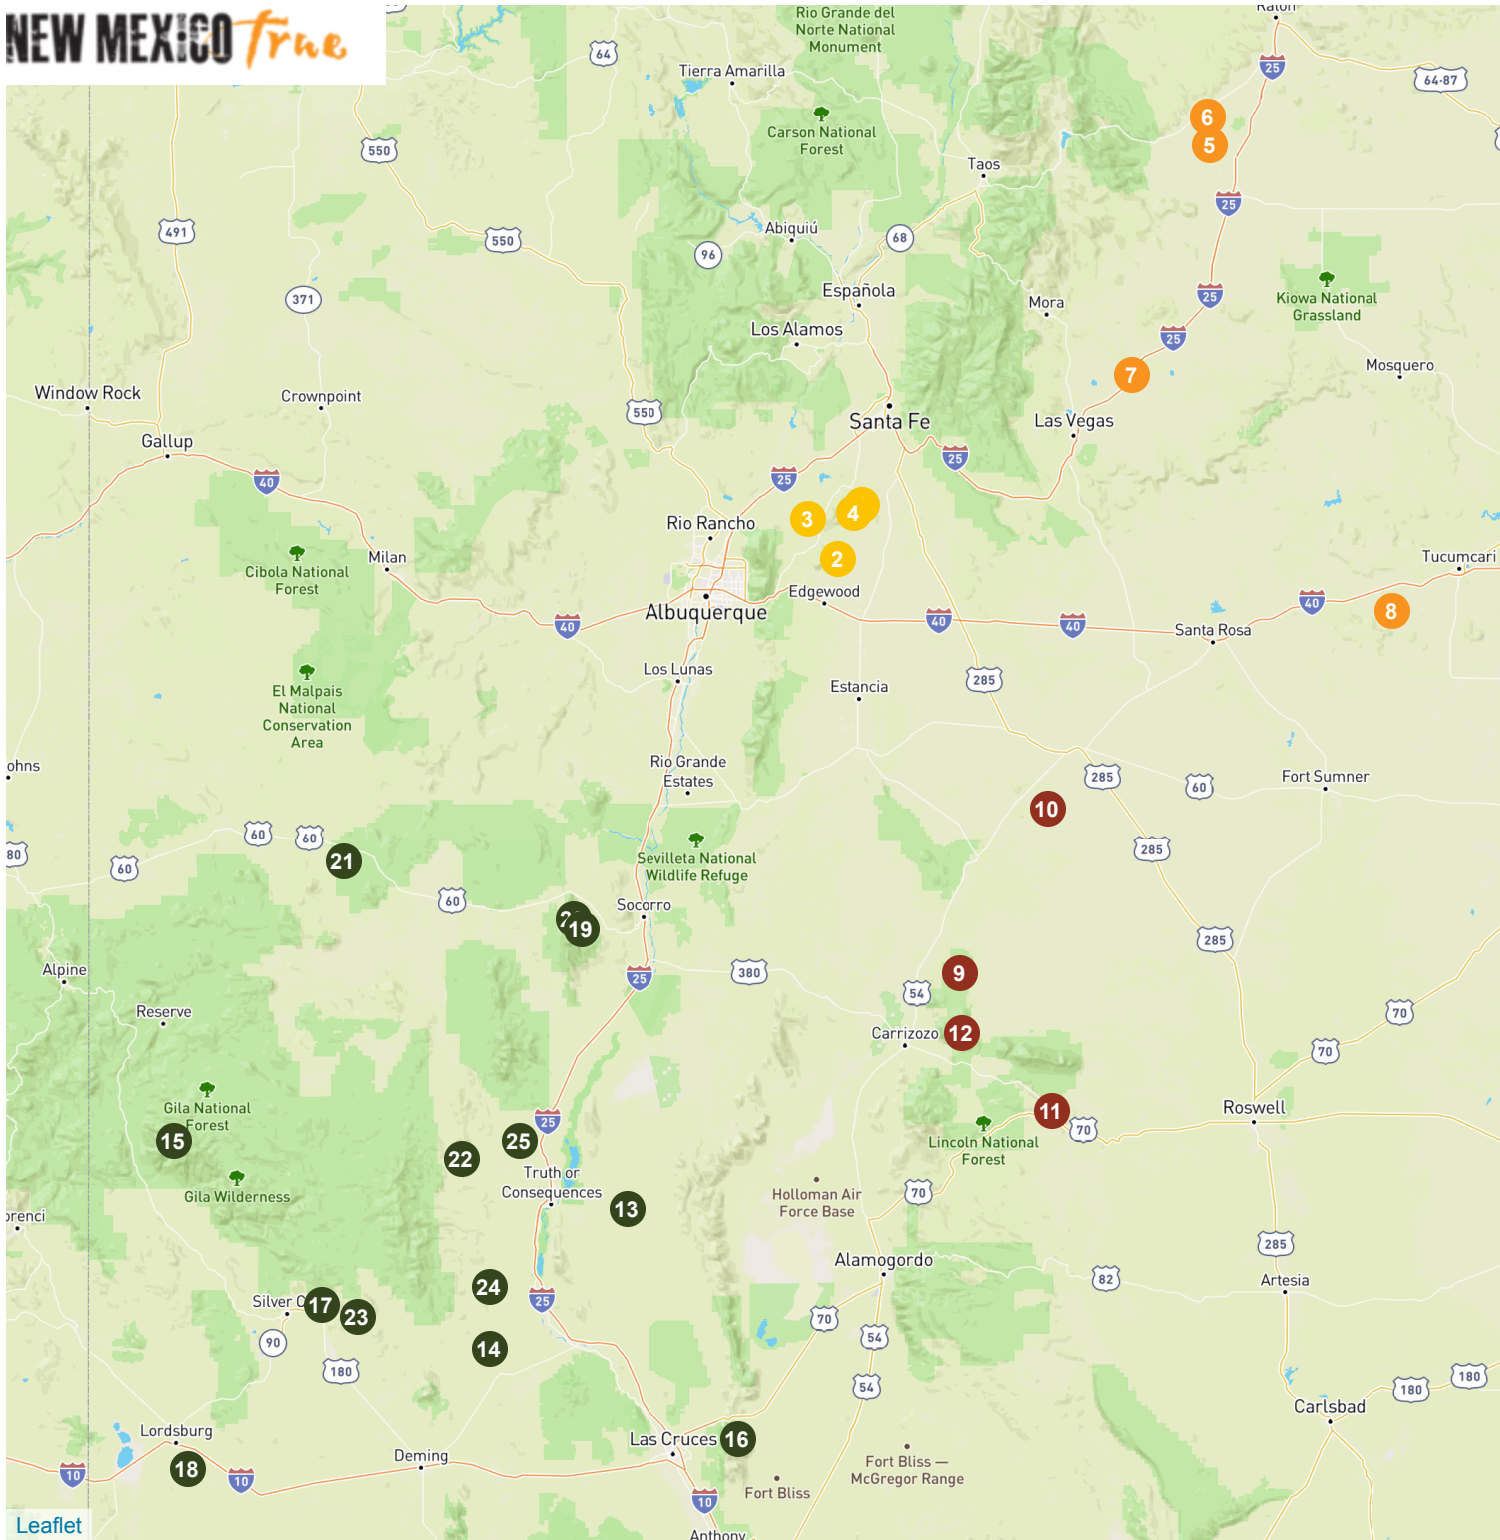 NEW MEXICO True
Raton
Rio Grande del
Norte National
Monument
64
25
Tierra Amarilla
64-87
6
Carson National
Forest
5
550
Taos
25
491
Abiquiú
68
550
96
Española
25
Kiowa National
Grassland
371
Mora
Los Alamos
25
Mosquero
7
Window Rock
Crownpoint
550
Santa Fe
Las Vegas
Gallup
25
40
25
3
4
Rio Rancho
2
Milan
Tucumcari
Cibola National
Forest
Edgewood
40
8
Albuquerque
40
40
40
Santa Rosa
Los Lunas
285
Estancia
El Malpais
National
Conservation
Area
Rio Grande
Estates
ohns
285
Fort Sumner
60
10
60
60
285
80
60
21
Sevilleta National
Wildlife Refuge
60
Socorro
19
285
Alpine
25
380
9
54
Reserve
70
Carrizozo
12
70
Gila National
Forest
Roswell
11
25
70
15
25
22
Lincoln National
Forest
Truth or
Consequences
Gila Wilderness
Holloman Air
Force Base
70
13
orenci
285
Alamogordo
82
Artesia
24
25
Silver C
17
23
70
54
90
14
180
54
180
180
Carlsbad
Lordsburg
Las Cruces
16
Deming
18
10
10
Fort Bliss —
McGregor Range
Fort Bliss
10
Leaflet
Anthony